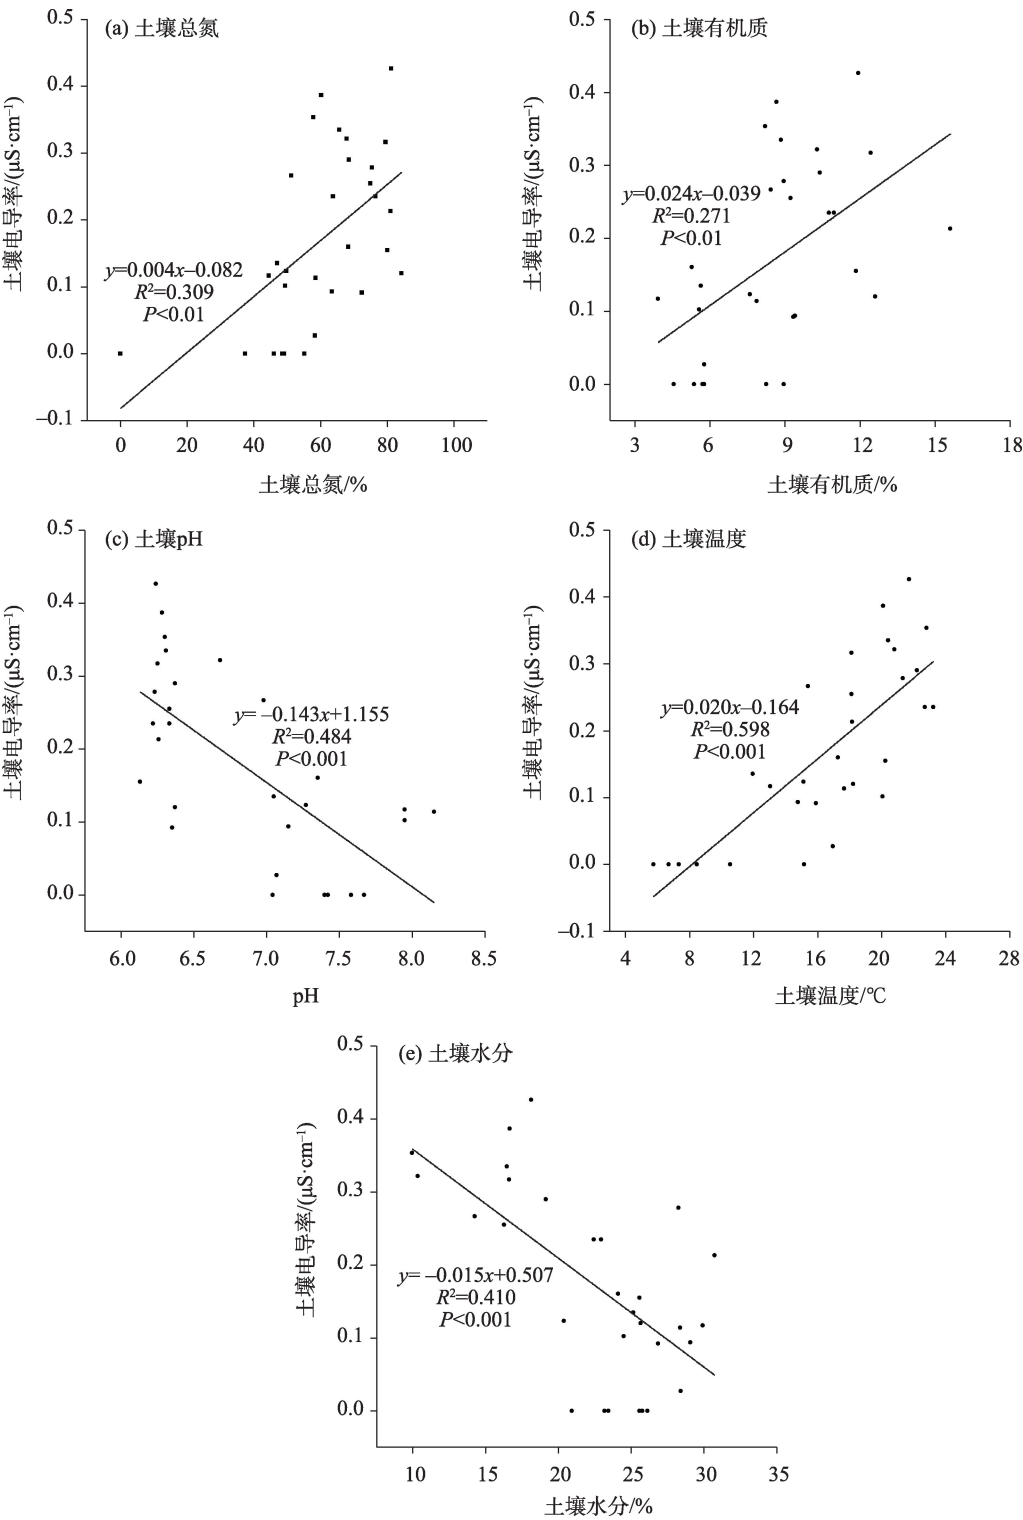 (a) 土壤总氮
0.5
0.4
0.3
0.2
0.1
0.0
–0.1
土壤电导率/(μS·cm⁻¹)
y=0.004x–0.082
R²=0.309
P<0.01
0 20 40 60 80 100
土壤总氮/%
(b) 土壤有机质
0.5
0.4
0.3
0.2
0.1
0.0
土壤电导率/(μS·cm⁻¹)
y=0.024x–0.039
R²=0.271
P<0.01
3 6 9 12 15 18
土壤有机质/%
(c) 土壤pH
0.5
0.4
0.3
0.2
0.1
0.0
土壤电导率/(μS·cm⁻¹)
y= –0.143x+1.155
R²=0.484
P<0.001
6.0 6.5 7.0 7.5 8.0 8.5
pH
(d) 土壤温度
0.5
0.4
0.3
0.2
0.1
0.0
–0.1
土壤电导率/(μS·cm⁻¹)
y=0.020x–0.164
R²=0.598
P<0.001
4 8 12 16 20 24 28
土壤温度/℃
(e) 土壤水分
0.5
0.4
0.3
0.2
0.1
0.0
土壤电导率/(μS·cm⁻¹)
y= –0.015x+0.507
R²=0.410
P<0.001
10 15 20 25 30 35
土壤水分/%